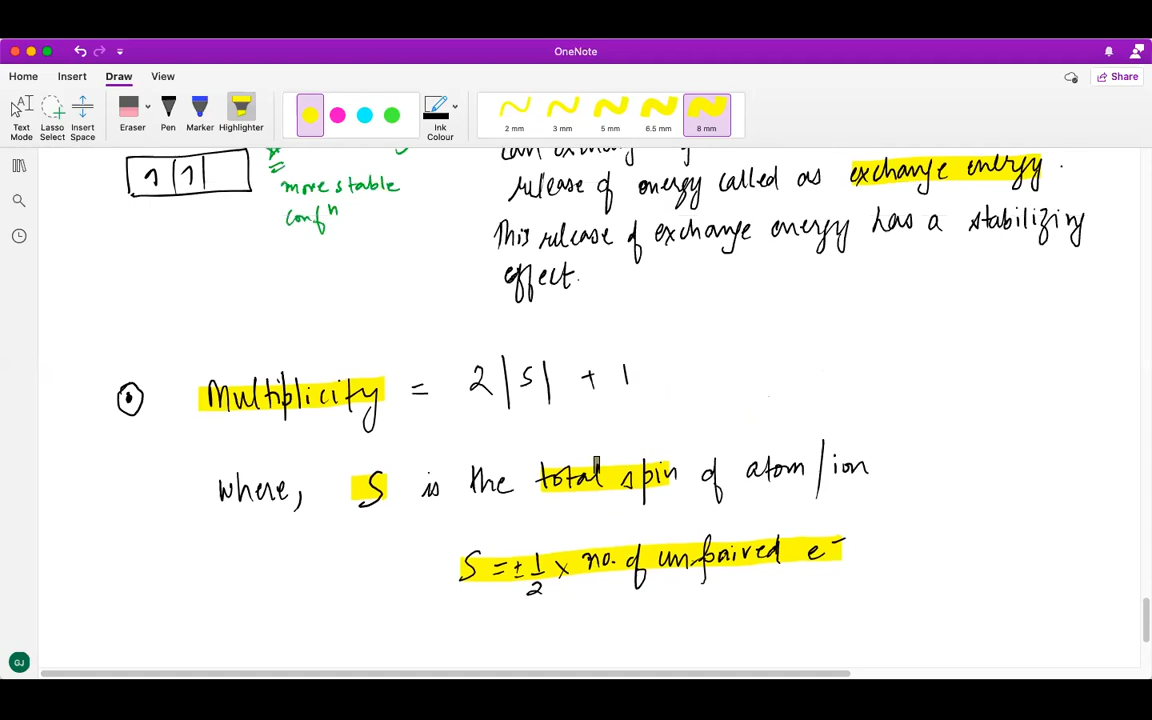 OneNote
Home Insert Draw View
Share
Text Mode
Lasso Select
Insert Space
Eraser
Pen
Marker
Highlighter
Ink Colour
2 mm 3 mm 5 mm 6.5 mm 8 mm
can exchange
release of energy called as exchange energy.
more stable
confⁿ
This release of exchange energy has a stabilizing
effect.
Multiplicity = 2|S| + 1
where, S is the total spin of atom/ion
S = ± 1/2 × no. of unpaired e⁻
GJ